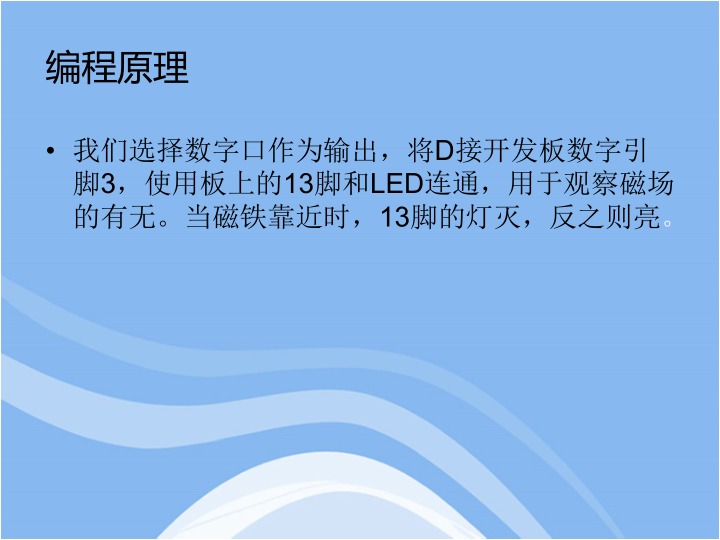 编程原理
• 我们选择数字口作为输出，将D接开发板数字引
脚3，使用板上的13脚和LED连通，用于观察磁场
的有无。当磁铁靠近时，13脚的灯灭，反之则亮。